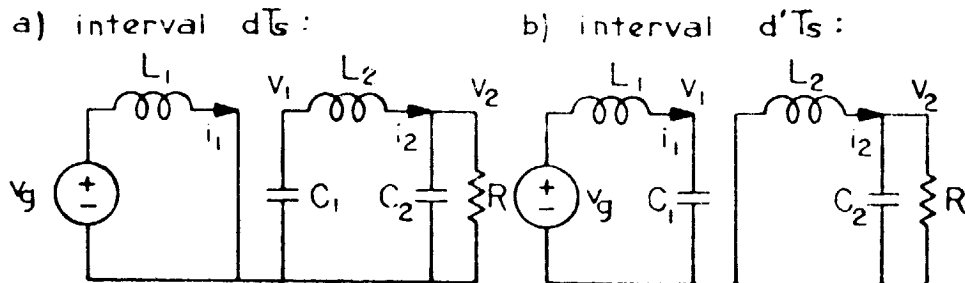 a) interval dTs:
b) interval d'Ts:
L₁
V₁
L₂
V₂
i₁
i₂
vg
+
−
C₁
C₂
R
L₁
V₁
L₂
V₂
i₁
i₂
+
−
vg
C₁
C₂
R